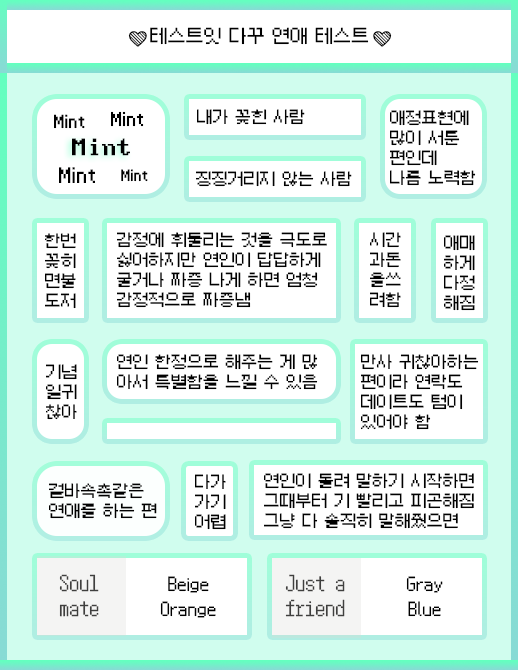 테스트잇 다꾸 연애 테스트
Mint Mint
Mint
Mint Mint
내가 꽂힌 사람
징징거리지 않는 사람
애정표현에
많이 서툰
편인데
나름 노력함
한번
꽂히
면불
도저
감정에 휘둘리는 것을 극도로
싫어하지만 연인이 답답하게
굴거나 짜증 나게 하면 엄청
감정적으로 짜증냄
시간
과돈
을쓰
려함
애매
하게
다정
해짐
기념
일귀
찮아
연인 한정으로 해주는 게 많
아서 특별함을 느낄 수 있음
만사 귀찮아하는
편이라 연락도
데이트도 텀이
있어야 함
겉바속촉같은
연애를 하는 편
다가
가기
어렵
연인이 돌려 말하기 시작하면
그때부터 기 빨리고 피곤해짐
그냥 다 솔직히 말해줬으면
Soul
mate
Beige
Orange
Just a
friend
Gray
Blue